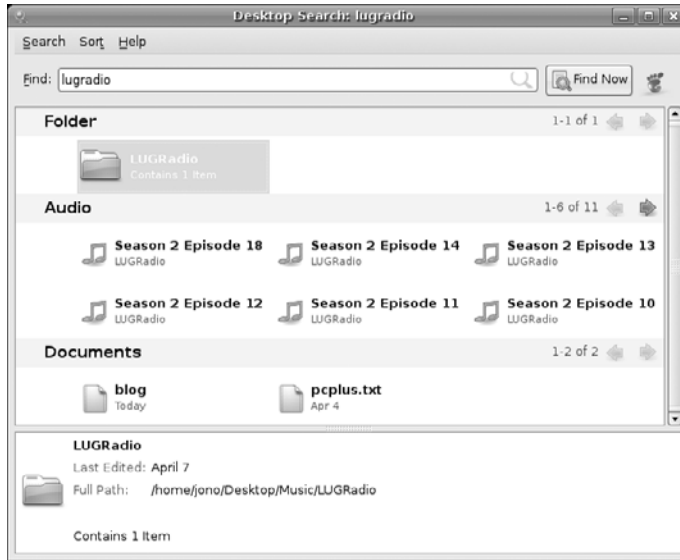 Desktop Search: lugradio
Search Sort Help
Find: lugradio Find Now
Folder 1-1 of 1
LUGRadio
Contains 1 Item
Audio 1-6 of 11
Season 2 Episode 18 Season 2 Episode 14 Season 2 Episode 13
LUGRadio LUGRadio LUGRadio
Season 2 Episode 12 Season 2 Episode 11 Season 2 Episode 10
LUGRadio LUGRadio LUGRadio
Documents 1-2 of 2
blog pcplus.txt
Today Apr 4
LUGRadio
Last Edited: April 7
Full Path: /home/jono/Desktop/Music/LUGRadio
Contains 1 Item